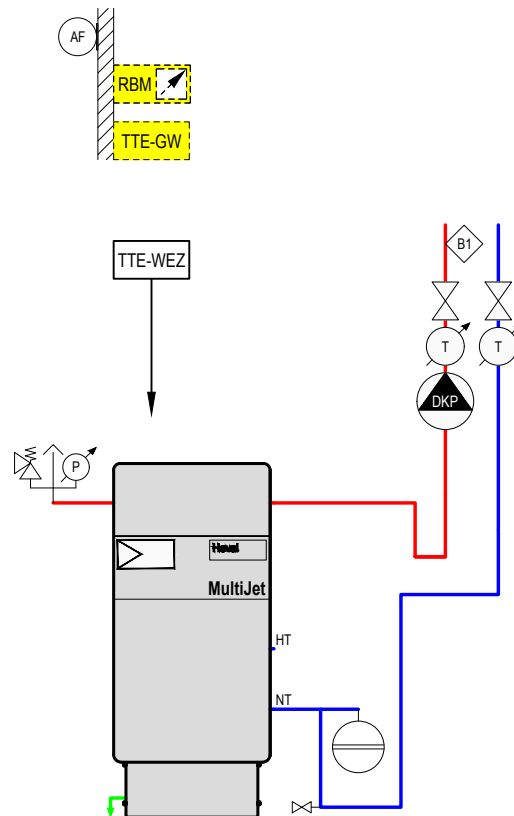 AF
RBM
TTE-GW
B1
TTE-WEZ
T
T
DKP
P
Hoval
MultiJet
HT
NT